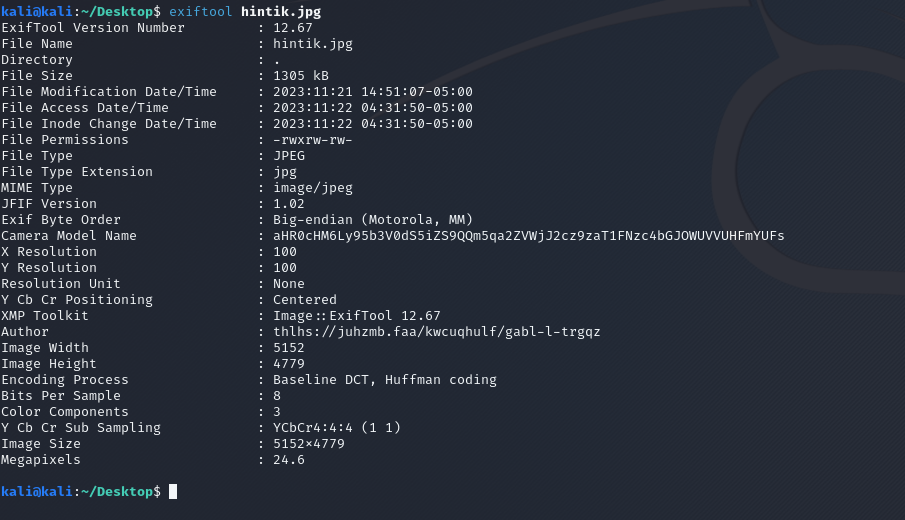 kali@kali:~/Desktop$ exiftool hintik.jpg
ExifTool Version Number : 12.67
File Name : hintik.jpg
Directory : .
File Size : 1305 kB
File Modification Date/Time : 2023:11:21 14:51:07-05:00
File Access Date/Time : 2023:11:22 04:31:50-05:00
File Inode Change Date/Time : 2023:11:22 04:31:50-05:00
File Permissions : -rwxrw-rw-
File Type : JPEG
File Type Extension : jpg
MIME Type : image/jpeg
JFIF Version : 1.02
Exif Byte Order : Big-endian (Motorola, MM)
Camera Model Name : aHR0cHM6Ly95b3V0dS5iZS9QQm5qa2ZVWjJ2cz9zaT1FNzc4bGJOWUVVUHFmYUFs
X Resolution : 100
Y Resolution : 100
Resolution Unit : None
Y Cb Cr Positioning : Centered
XMP Toolkit : Image::ExifTool 12.67
Author : thlhs://juhzmb.faa/kwcuqhulf/gabl-l-trgqz
Image Width : 5152
Image Height : 4779
Encoding Process : Baseline DCT, Huffman coding
Bits Per Sample : 8
Color Components : 3
Y Cb Cr Sub Sampling : YCbCr4:4:4 (1 1)
Image Size : 5152×4779
Megapixels : 24.6
kali@kali:~/Desktop$